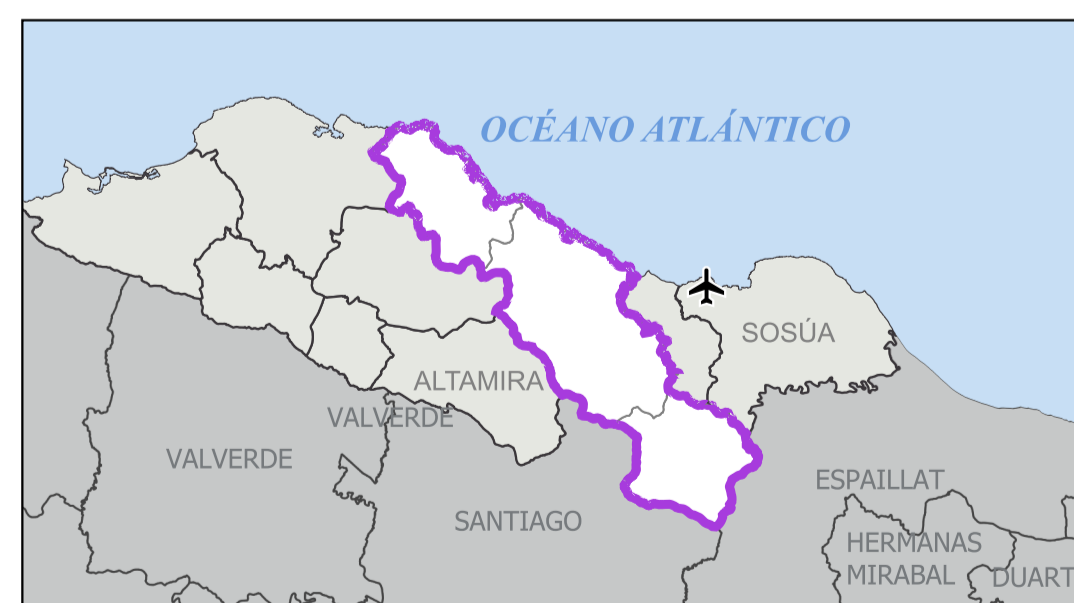 OCÉANO ATLÁNTICO
SOSÚA
ALTAMIRA
VALVERDE
VALVERDE
ESPAILLAT
SANTIAGO
HERMANAS
MIRABAL
DUART